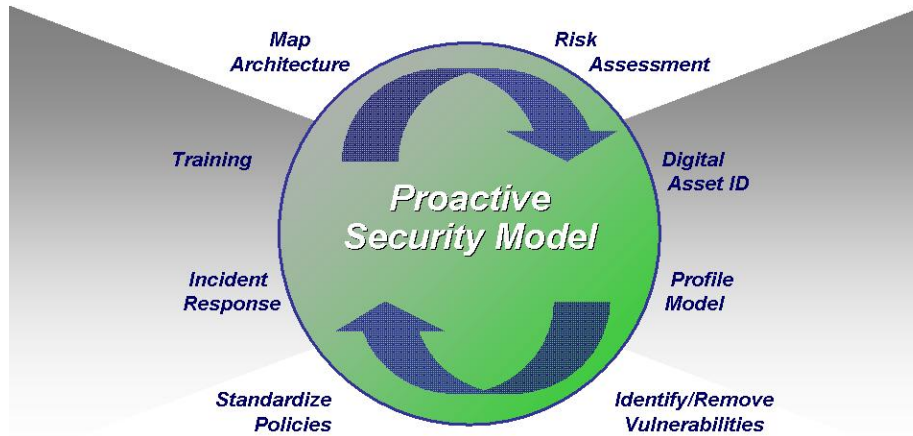 Map
Architecture
Risk
Assessment
Training
Digital
Asset ID
Proactive
Security Model
Incident
Response
Profile
Model
Standardize
Policies
Identify/Remove
Vulnerabilities